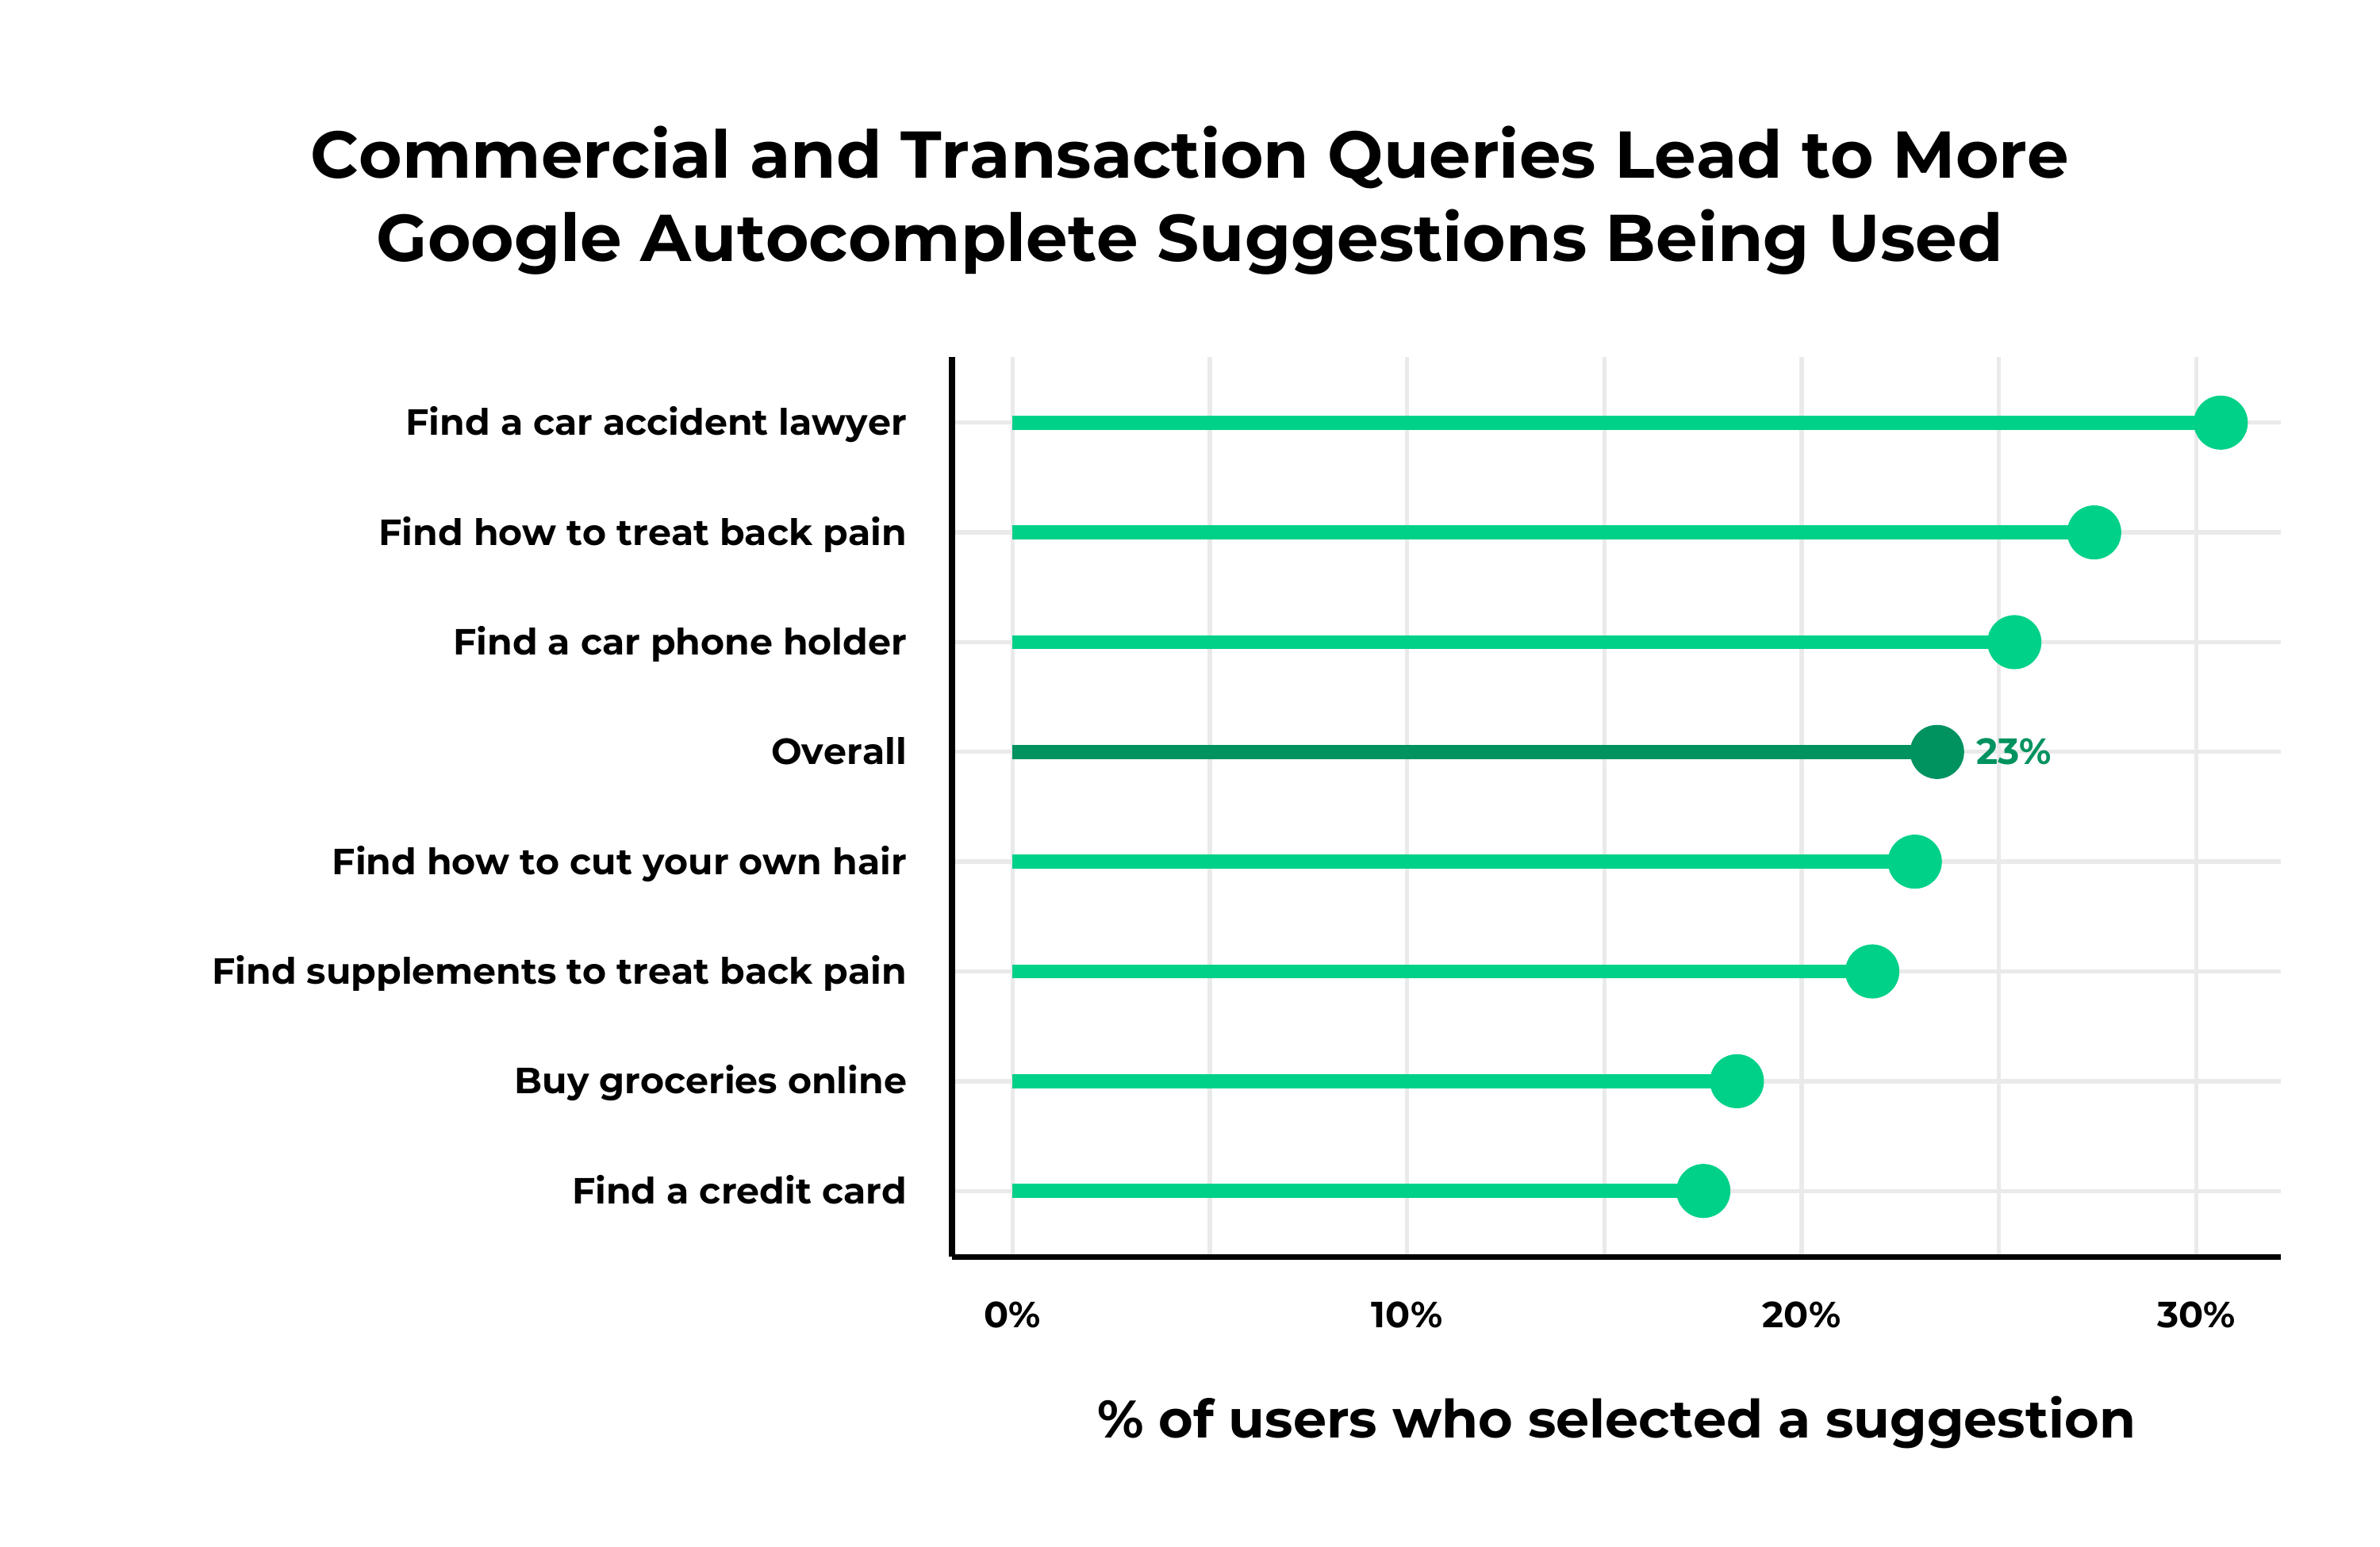 Commercial and Transaction Queries Lead to More
Google Autocomplete Suggestions Being Used
Find a car accident lawyer
Find how to treat back pain
Find a car phone holder
Overall
23%
Find how to cut your own hair
Find supplements to treat back pain
Buy groceries online
Find a credit card
0%
10%
20%
30%
% of users who selected a suggestion